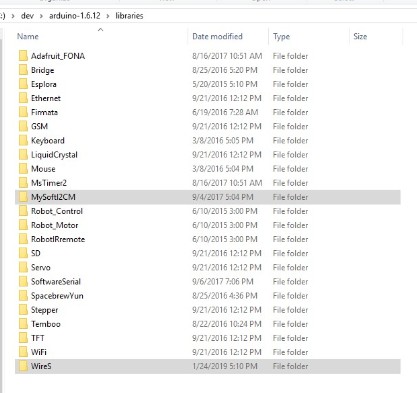 :) › dev › arduino-1.6.12 › libraries
Name Date modified Type Size
Adafruit_FONA 8/16/2017 10:51 AM File folder
Bridge 8/25/2016 5:20 PM File folder
Esplora 5/20/2015 5:10 PM File folder
Ethernet 9/21/2016 12:12 PM File folder
Firmata 6/19/2016 7:28 AM File folder
GSM 9/21/2016 12:12 PM File folder
Keyboard 3/8/2016 5:05 PM File folder
LiquidCrystal 9/21/2016 12:12 PM File folder
Mouse 3/8/2016 5:04 PM File folder
MsTimer2 8/16/2017 10:51 AM File folder
MySoftI2CM 9/4/2017 5:04 PM File folder
Robot_Control 6/10/2015 3:00 PM File folder
Robot_Motor 6/10/2015 3:00 PM File folder
RobotIRremote 6/10/2015 3:00 PM File folder
SD 9/21/2016 12:12 PM File folder
Servo 9/21/2016 12:12 PM File folder
SoftwareSerial 9/6/2017 7:06 PM File folder
SpacebrewYun 8/25/2016 4:36 PM File folder
Stepper 9/21/2016 12:12 PM File folder
Temboo 8/22/2016 10:24 PM File folder
TFT 9/21/2016 12:12 PM File folder
WiFi 9/21/2016 12:12 PM File folder
WireS 1/24/2019 5:10 PM File folder